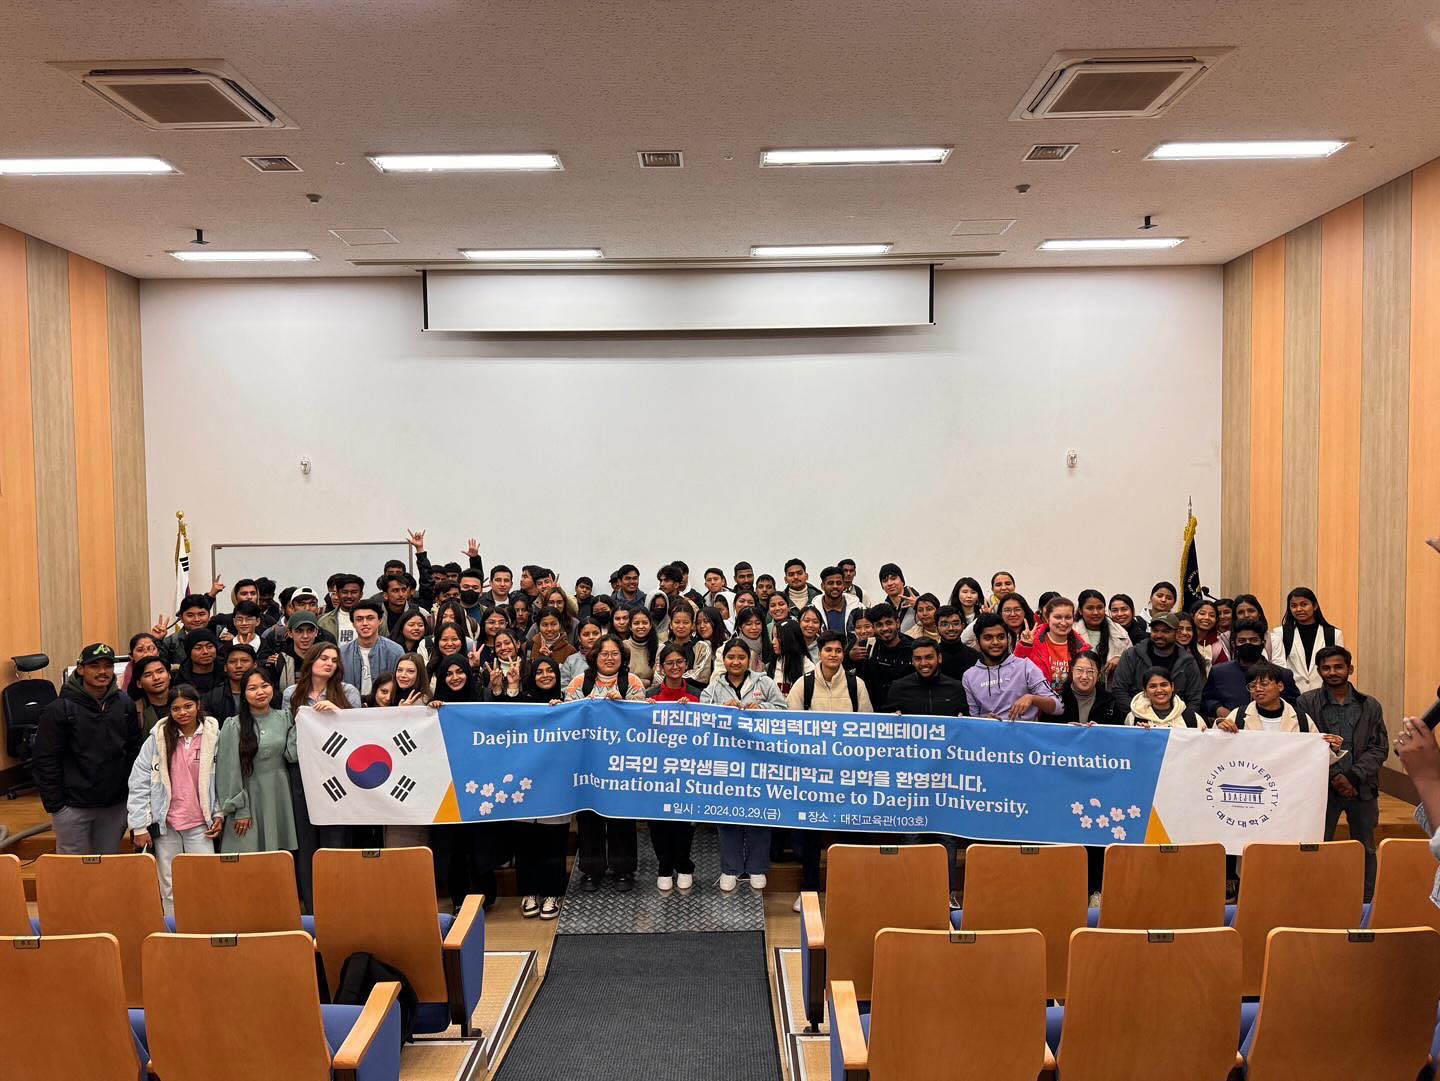 대진대학교 국제협력대학 오리엔테이션
Daejin University, College of International Cooperation Students Orientation
외국인 유학생들의 대진대학교 입학을 환영합니다.
International Students Welcome to Daejin University.
■일시 : 2024.03.29.(금) ■장소 : 대진교육관(103호)
DAEJIN UNIVERSITY
DAEJIN
대진대학교